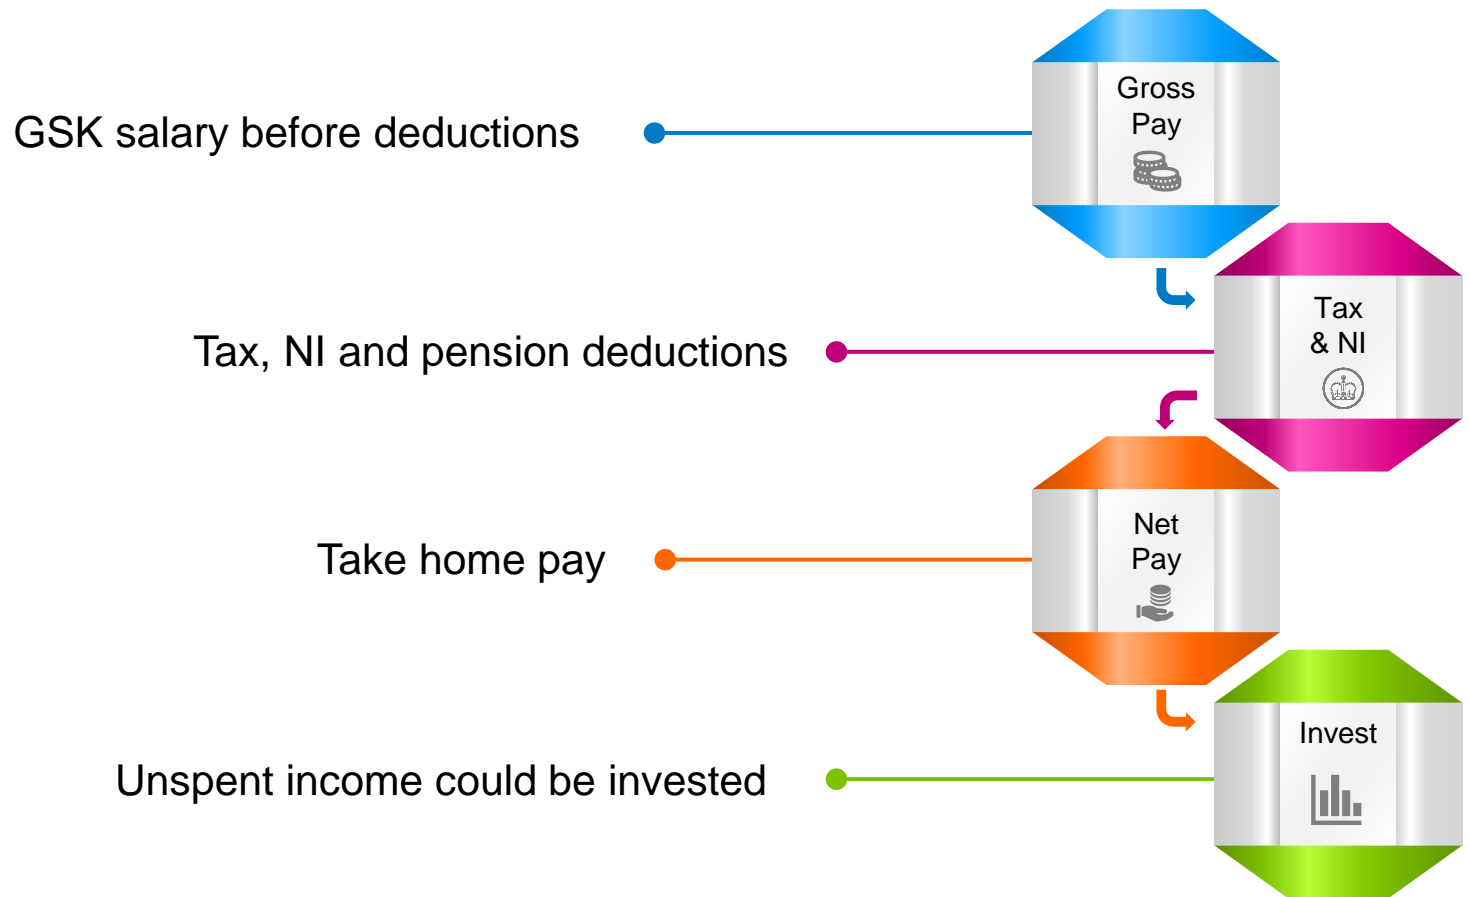 Gross
Pay
GSK salary before deductions
Tax
& NI
Tax, NI and pension deductions
Net
Pay
Take home pay
Invest
Unspent income could be invested